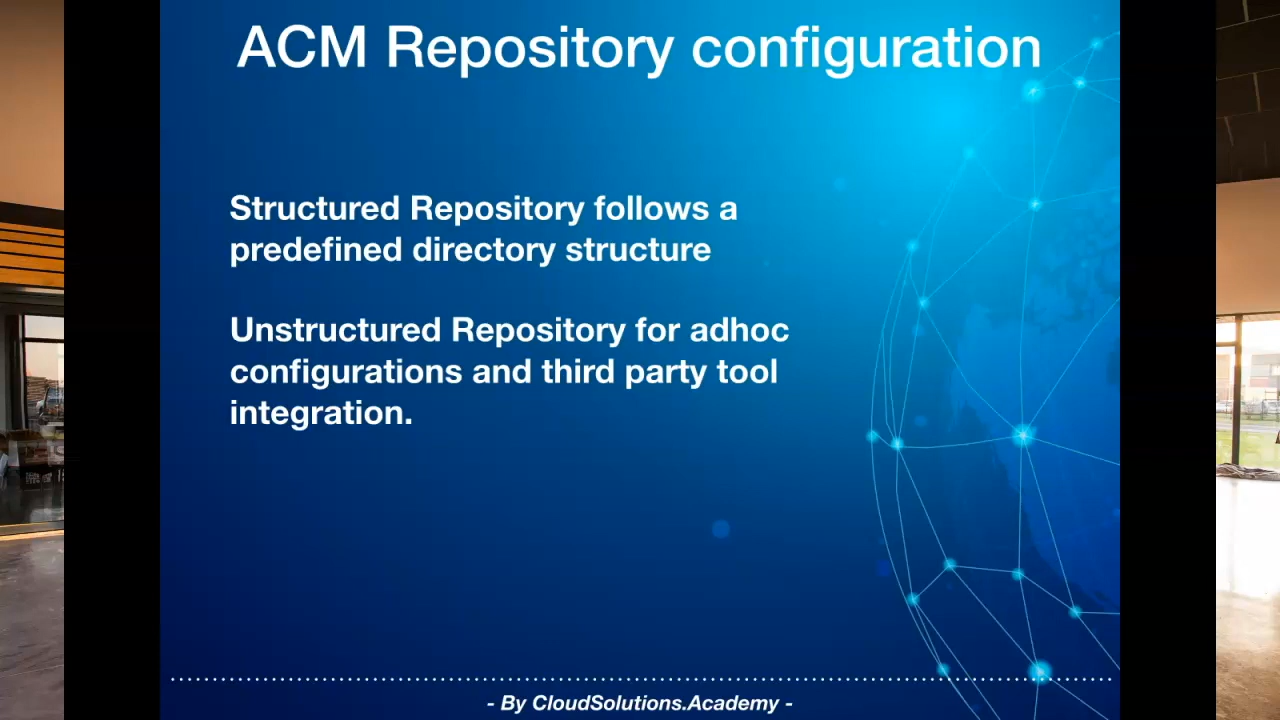 ACM Repository configuration
Structured Repository follows a
predefined directory structure
Unstructured Repository for adhoc
configurations and third party tool
integration.
- By CloudSolutions.Academy -